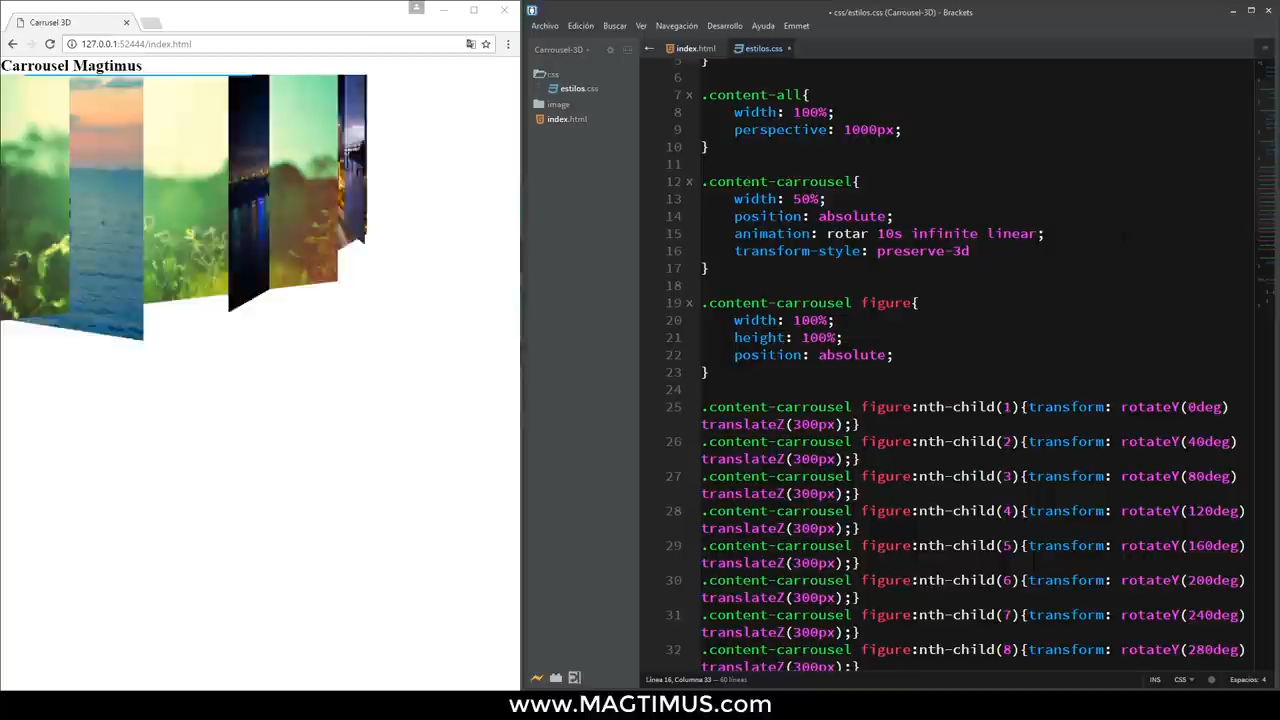 Carrusel 3D
127.0.0.1:52444/index.html
Carrousel Magtimus
• css/estilos.css (Carrousel-3D) - Brackets
Archivo Edición Buscar Ver Navegación Desarrollo Ayuda Emmet
Carrousel-3D
css
estilos.css
image
index.html
index.html estilos.css •
5 }
6
7 .content-all{
8 width: 100%;
9 perspective: 1000px;
10 }
11
12 .content-carrousel{
13 width: 50%;
14 position: absolute;
15 animation: rotar 10s infinite linear;
16 transform-style: preserve-3d
17 }
18
19 .content-carrousel figure{
20 width: 100%;
21 height: 100%;
22 position: absolute;
23 }
24
25 .content-carrousel figure:nth-child(1){transform: rotateY(0deg)
translateZ(300px);}
26 .content-carrousel figure:nth-child(2){transform: rotateY(40deg)
translateZ(300px);}
27 .content-carrousel figure:nth-child(3){transform: rotateY(80deg)
translateZ(300px);}
28 .content-carrousel figure:nth-child(4){transform: rotateY(120deg)
translateZ(300px);}
29 .content-carrousel figure:nth-child(5){transform: rotateY(160deg)
translateZ(300px);}
30 .content-carrousel figure:nth-child(6){transform: rotateY(200deg)
translateZ(300px);}
31 .content-carrousel figure:nth-child(7){transform: rotateY(240deg)
translateZ(300px);}
32 .content-carrousel figure:nth-child(8){transform: rotateY(280deg)
translateZ(300px);}
Línea 16, Columna 33 — 60 líneas
INS CSS Espacios: 4
www.MAGTIMUS.com